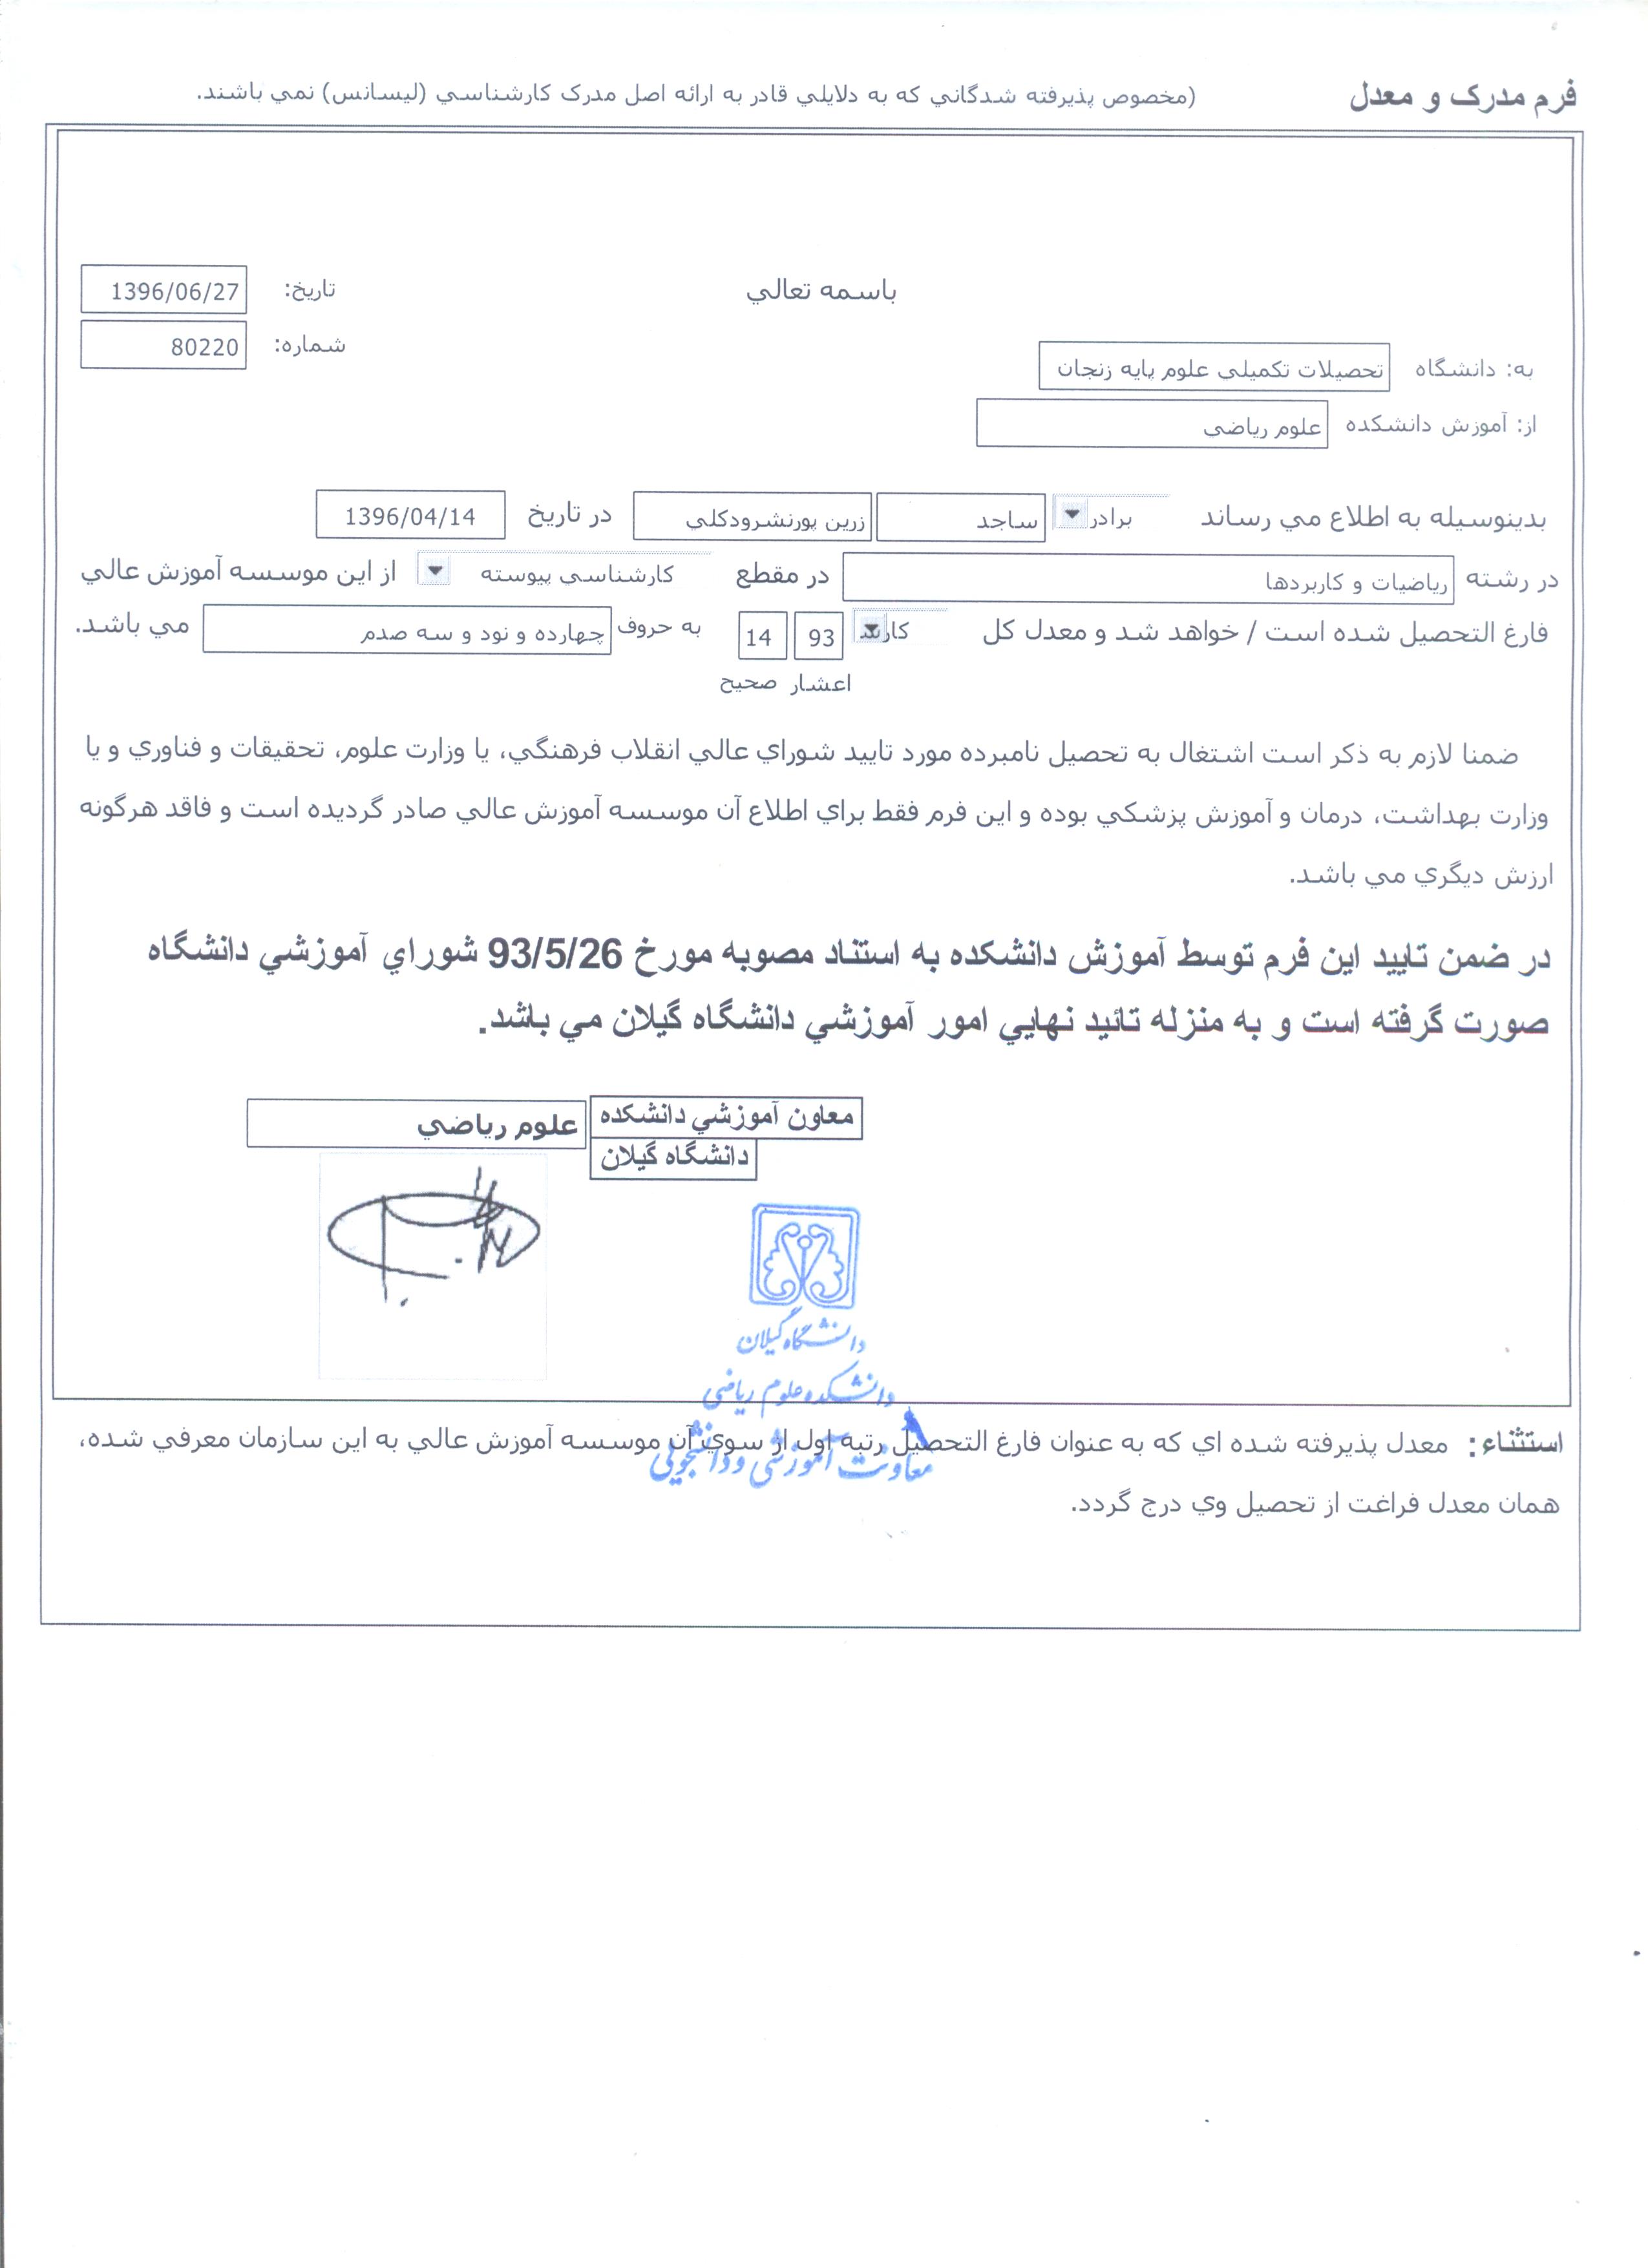 فرم مدرک و معدل (مخصوص پذيرفته شدگاني که به دلايلي قادر به ارائه اصل مدرک کارشناسي (ليسانس) نمي باشند.
باسمه تعالي
تاريخ: 1396/06/27
شماره: 80220
به: دانشگاه تحصیلات تکمیلی علوم پایه زنجان
از: آموزش دانشکده علوم ریاضی
بدينوسيله به اطلاع مي رساند برادر ساجد زرین پورنشرودکلی در تاريخ 1396/04/14
در رشته ریاضیات و کاربردها در مقطع کارشناسی پیوسته از اين موسسه آموزش عالي
فارغ التحصيل شده است / خواهد شد و معدل کل 93 14 به حروف چهارده و نود و سه صدم مي باشد.
اعشار صحيح
ضمنا لازم به ذکر است اشتغال به تحصيل نامبرده مورد تاييد شوراي عالي انقلاب فرهنگي، يا وزارت علوم، تحقيقات و فناوري و يا
وزارت بهداشت، درمان و آموزش پزشکي بوده و اين فرم فقط براي اطلاع آن موسسه آموزش عالي صادر گرديده است و فاقد هرگونه
ارزش ديگري مي باشد.
در ضمن تاييد اين فرم توسط آموزش دانشکده به استناد مصوبه مورخ 93/5/26 شوراي آموزشي دانشگاه
صورت گرفته است و به منزله تائيد نهايي امور آموزشي دانشگاه گيلان مي باشد.
معاون آموزشي دانشکده علوم رياضي
دانشگاه گيلان
دانشگاه گیلان
دانشکده علوم ریاضی
معاونت آموزشی و دانشجویی
استثناء: معدل پذيرفته شده اي که به عنوان فارغ التحصيل رتبه اول از سوي آن موسسه آموزش عالي به اين سازمان معرفي شده،
همان معدل فراغت از تحصيل وي درج گردد.